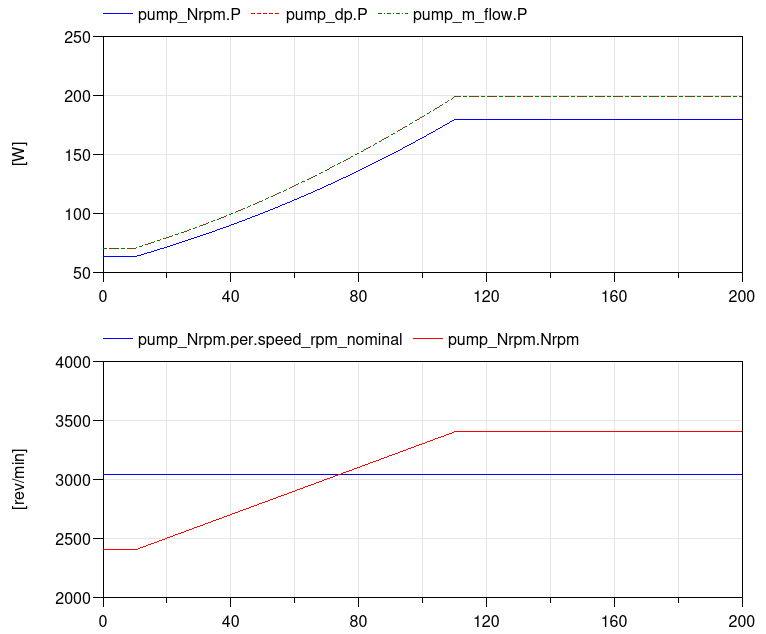 pump_Nrpm.P pump_dp.P pump_m_flow.P
250
200
150
100
50
[W]
0 40 80 120 160 200
pump_Nrpm.per.speed_rpm_nominal pump_Nrpm.Nrpm
4000
3500
3000
2500
2000
[rev/min]
0 40 80 120 160 200